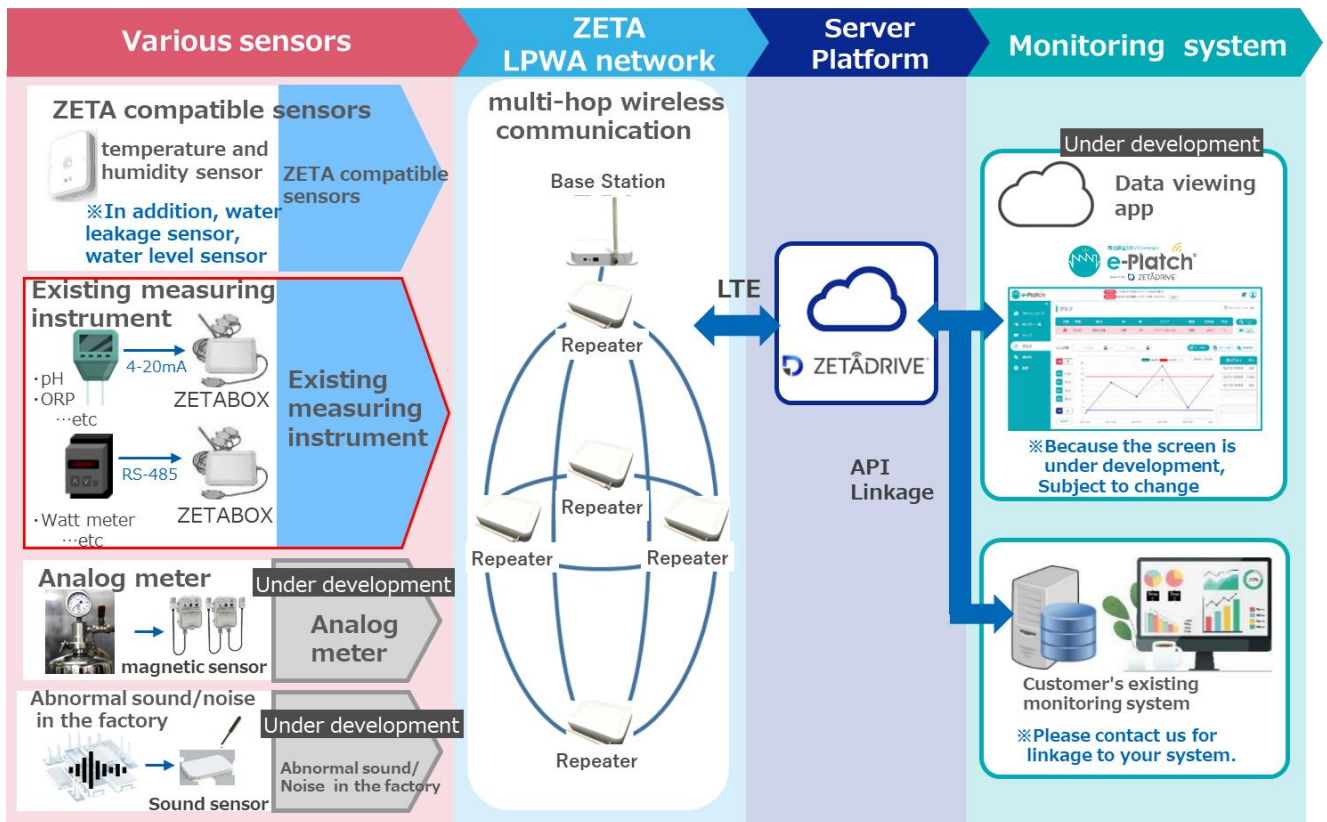 Various sensors
ZETA
LPWA network
Server
Platform
Monitoring system
ZETA compatible sensors
temperature and
humidity sensor
※In addition, water
leakage sensor,
water level sensor
ZETA compatible
sensors
Existing measuring
instrument
4-20mA
・pH
・ORP
…etc
ZETABOX
RS-485
ZETABOX
・Watt meter
…etc
Existing
measuring
instrument
Analog meter
Under development
magnetic sensor
Analog
meter
Abnormal sound/noise
in the factory
Under development
Sound sensor
Abnormal sound/
Noise in the factory
multi-hop wireless
communication
Base Station
Repeater
Repeater
Repeater
Repeater
Repeater
LTE
ZETADRIVE
API
Linkage
Under development
Data viewing
app
e-Platch
ZETADRIVE
e-Platch
※Because the screen is
under development,
Subject to change
Customer's existing
monitoring system
※Please contact us for
linkage to your system.